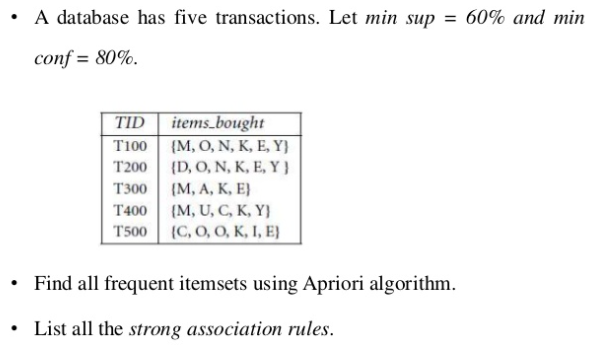 • A database has five transactions. Let min sup = 60% and min
conf = 80%.
TID items_bought
T100 {M, O, N, K, E, Y}
T200 {D, O, N, K, E, Y }
T300 {M, A, K, E}
T400 {M, U, C, K, Y}
T500 {C, O, O, K, I, E}
• Find all frequent itemsets using Apriori algorithm.
• List all the strong association rules.